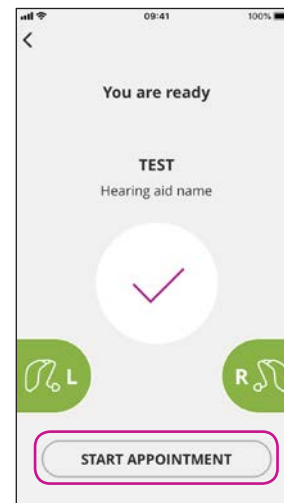 09:41 100%
You are ready
TEST
Hearing aid name
L R
START APPOINTMENT